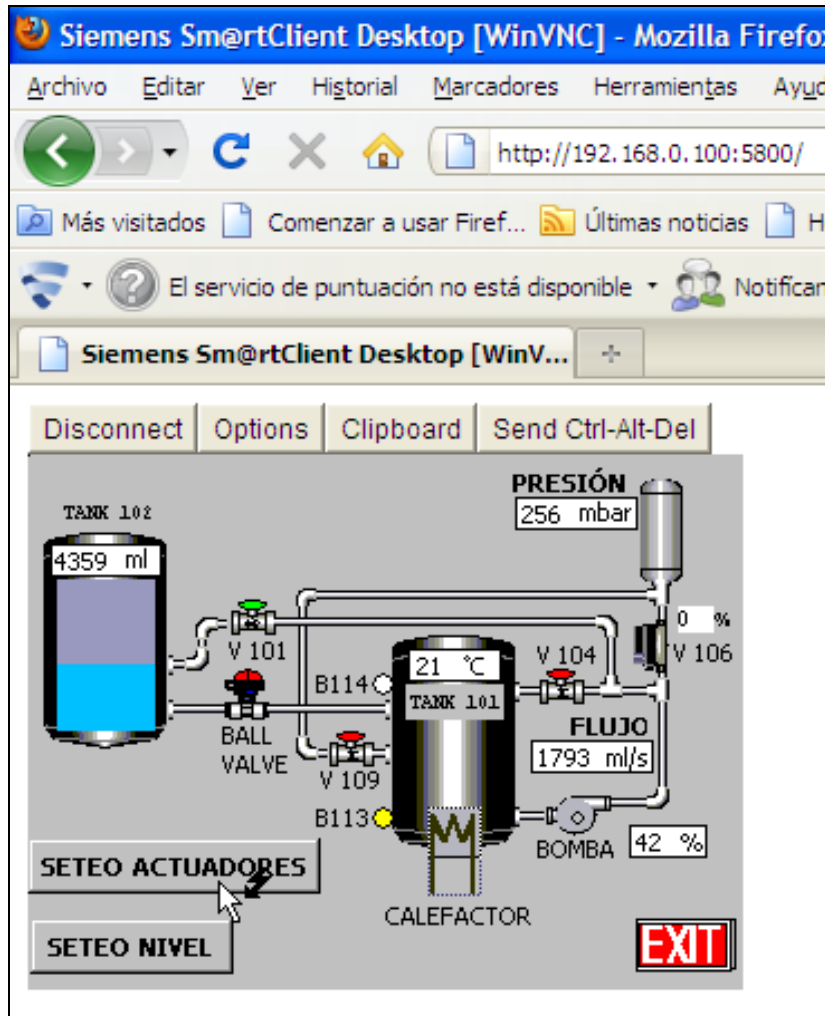 Siemens Sm@rtClient Desktop [WinVNC] - Mozilla Firefox
Archivo Editar Ver Historial Marcadores Herramientas Ayud
http://192.168.0.100:5800/
Más visitados Comenzar a usar Firef... Últimas noticias H
El servicio de puntuación no está disponible Notifícan
Siemens Sm@rtClient Desktop [WinV...
Disconnect Options Clipboard Send Ctrl-Alt-Del
PRESIÓN
256 mbar
TANK 102
4359 ml
0 %
V 101
V 104
V 106
21 °C
B114
TANK 101
BALL
VALVE
FLUJO
1793 ml/s
V 109
B113
BOMBA
42 %
SETEO ACTUADORES
CALEFACTOR
SETEO NIVEL
EXIT